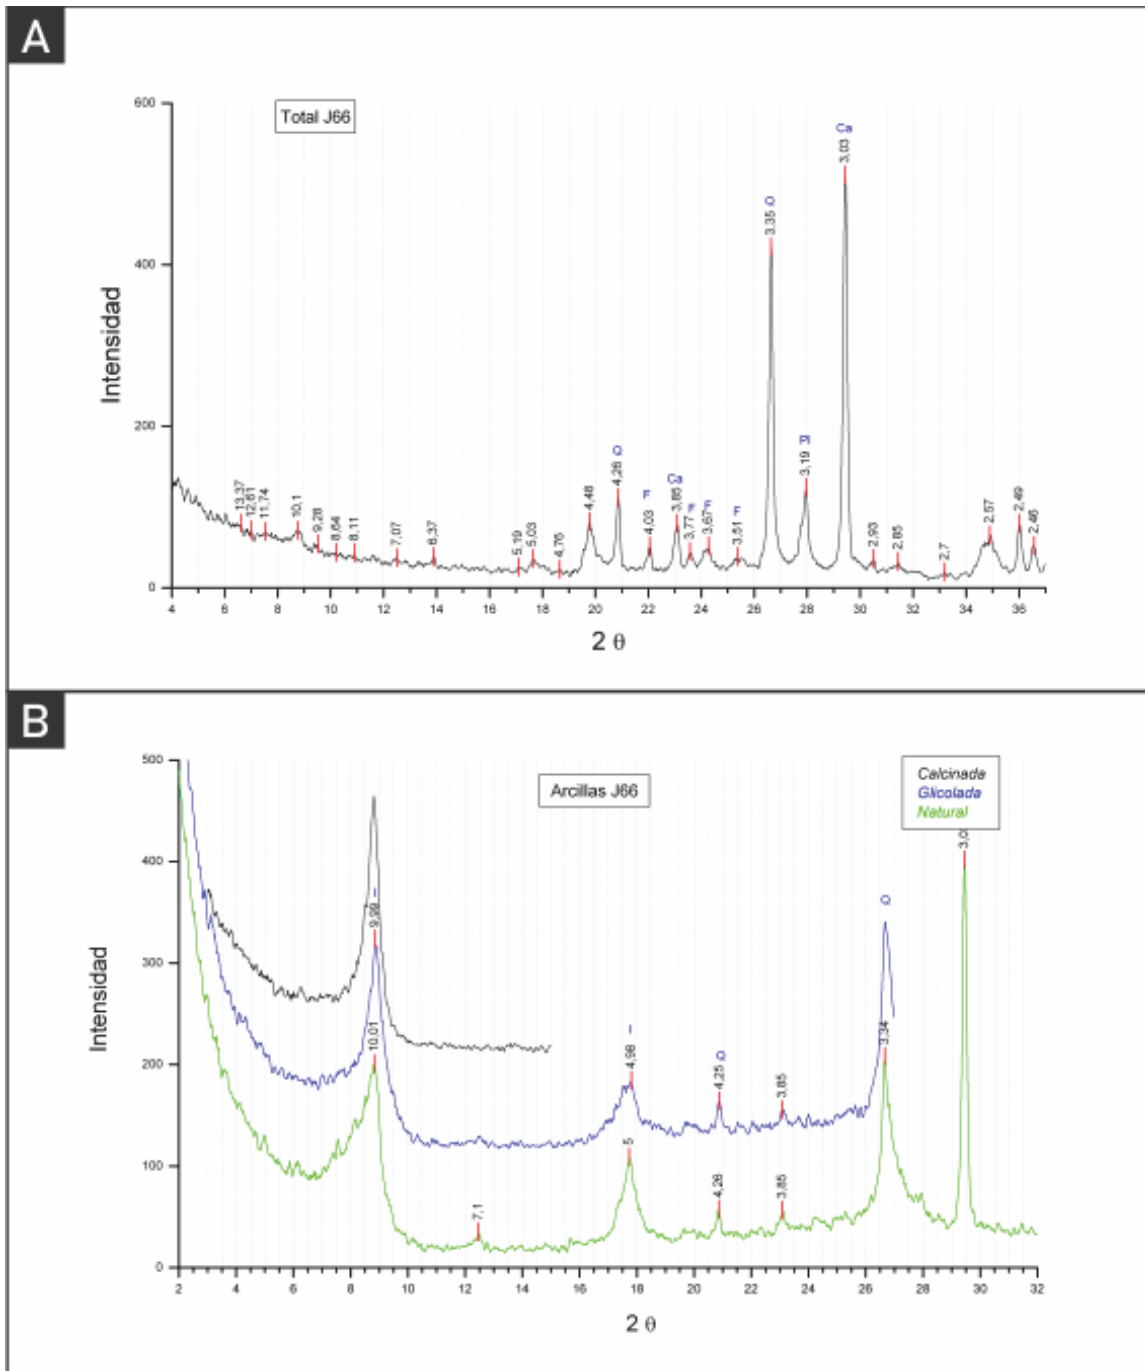 A
Total J66
Intensidad
600
400
200
0
13,37
12,61
11,74
10,1
9,28
8,64
8,11
7,07
6,37
5,19
5,03
4,76
4,48
4,26 Q
4,03 F
3,85 Ca
3,77 F
3,67 F
3,51 F
3,35 Q
3,19
3,03 Ca
2,93
2,85
2,7
2,57
2,49
2,46
4 6 8 10 12 14 16 18 20 22 24 26 28 30 32 34 36
2 θ
B
Arcillas J66
Calcinada
Glicolada
Natural
Intensidad
500
400
300
200
100
0
9,99 I
10,01
7,1
4,98 I
5
4,25 Q
4,26
3,85
3,85
Q
3,34
2 4 6 8 10 12 14 16 18 20 22 24 26 28 30 32
2 θ